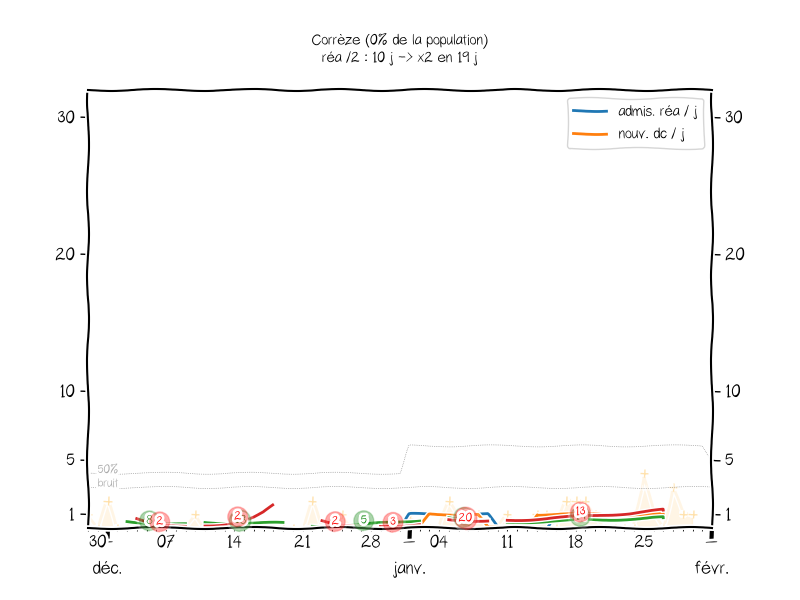 Corrèze (0% de la population)
réa /2 : 10 j -> x2 en 19 j
admis. réa / j
nouv. dc / j
30 30
20 20
10 10
5 5
50%
bruit
1 1
8 2 2 2 5 3 20 13
30 07 14 21 28 04 11 18 25
déc. janv. févr.